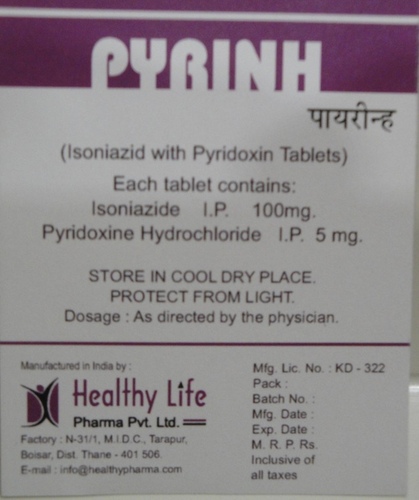 PYRINH
पायरीन्ह
(Isoniazid with Pyridoxin Tablets)
Each tablet contains:
Isoniazide I.P. 100mg.
Pyridoxine Hydrochloride I.P. 5 mg.
STORE IN COOL DRY PLACE.
PROTECT FROM LIGHT.
Dosage : As directed by the physician.
Manufactured in India by :
Healthy Life
Pharma Pvt. Ltd.
Factory : N-31/1, M.I.D.C., Tarapur,
Boisar, Dist. Thane - 401 506.
E-mail : info@healthypharma.com
Mfg. Lic. No. : KD - 322
Pack :
Batch No. :
Mfg. Date :
Exp. Date :
M. R. P. Rs.
Inclusive of
all taxes